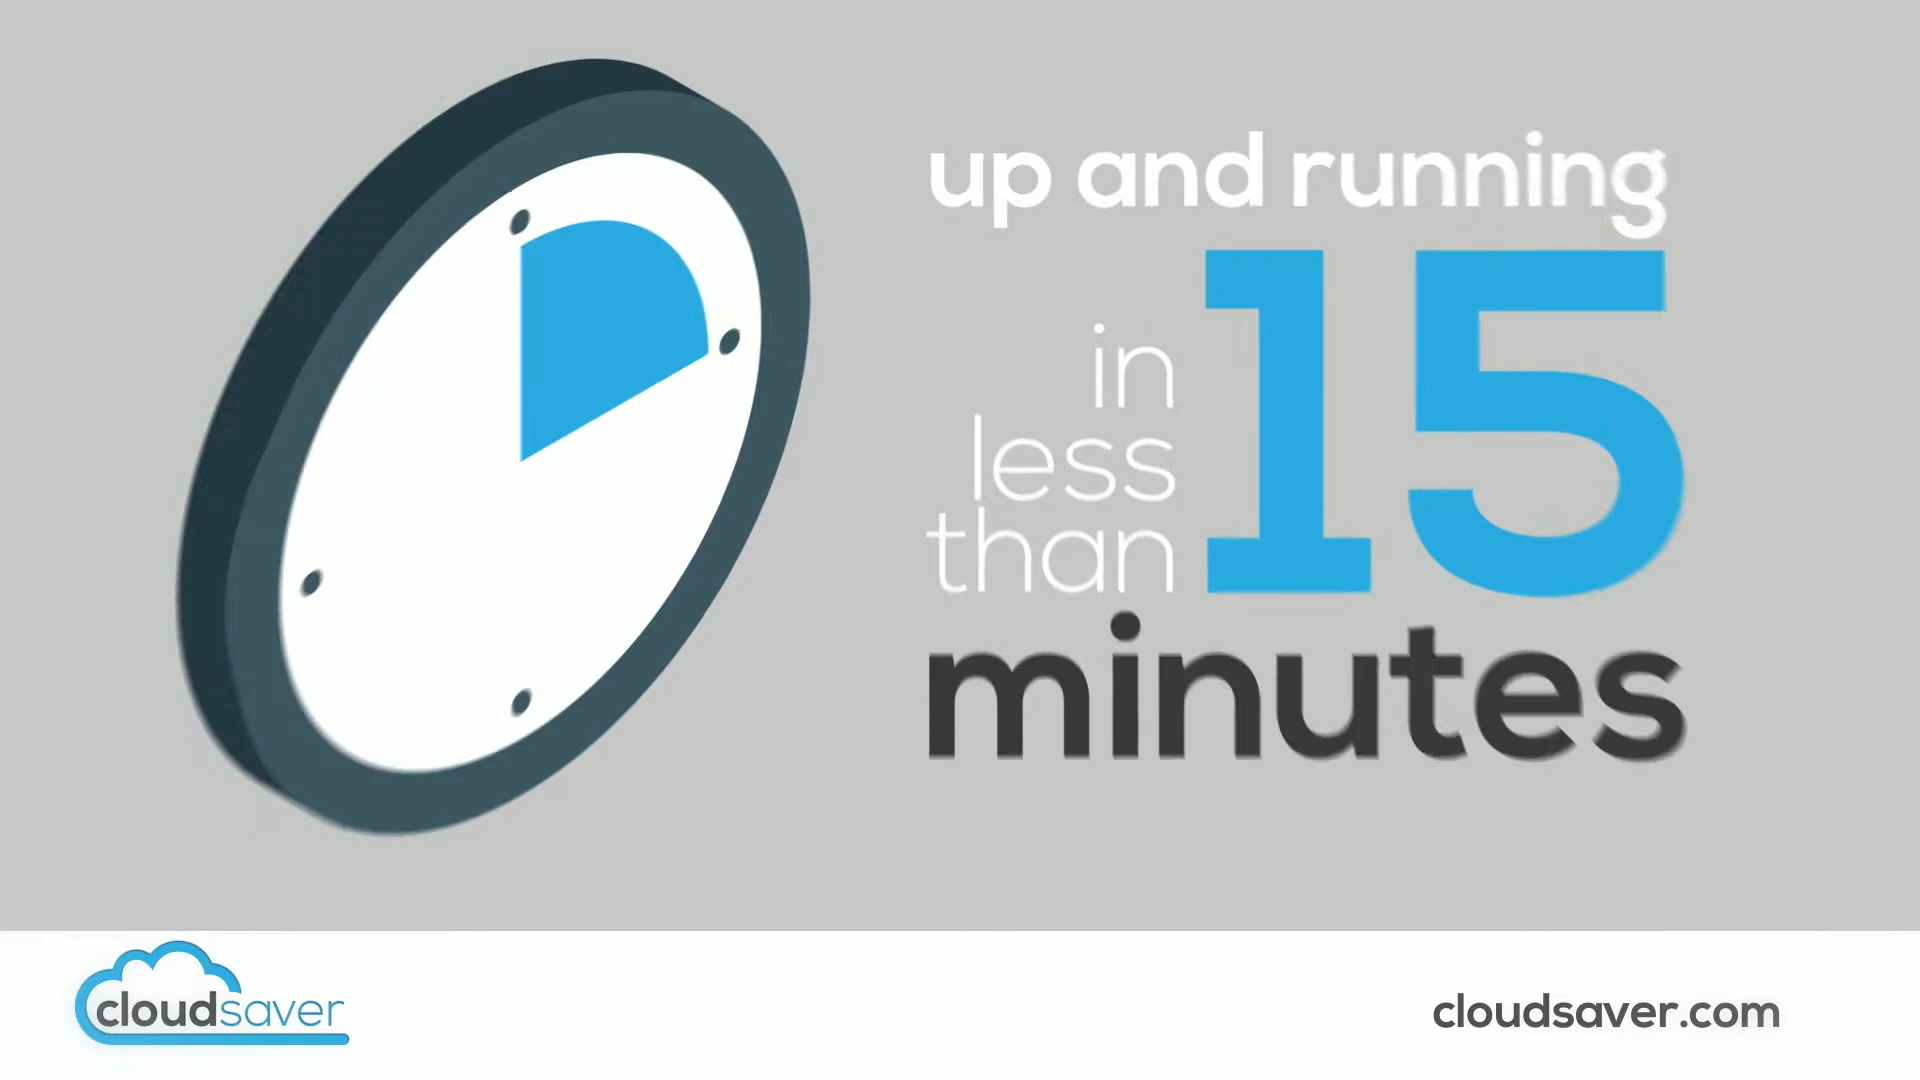 up and running
in
less
than
15
minutes
cloudsaver
cloudsaver.com